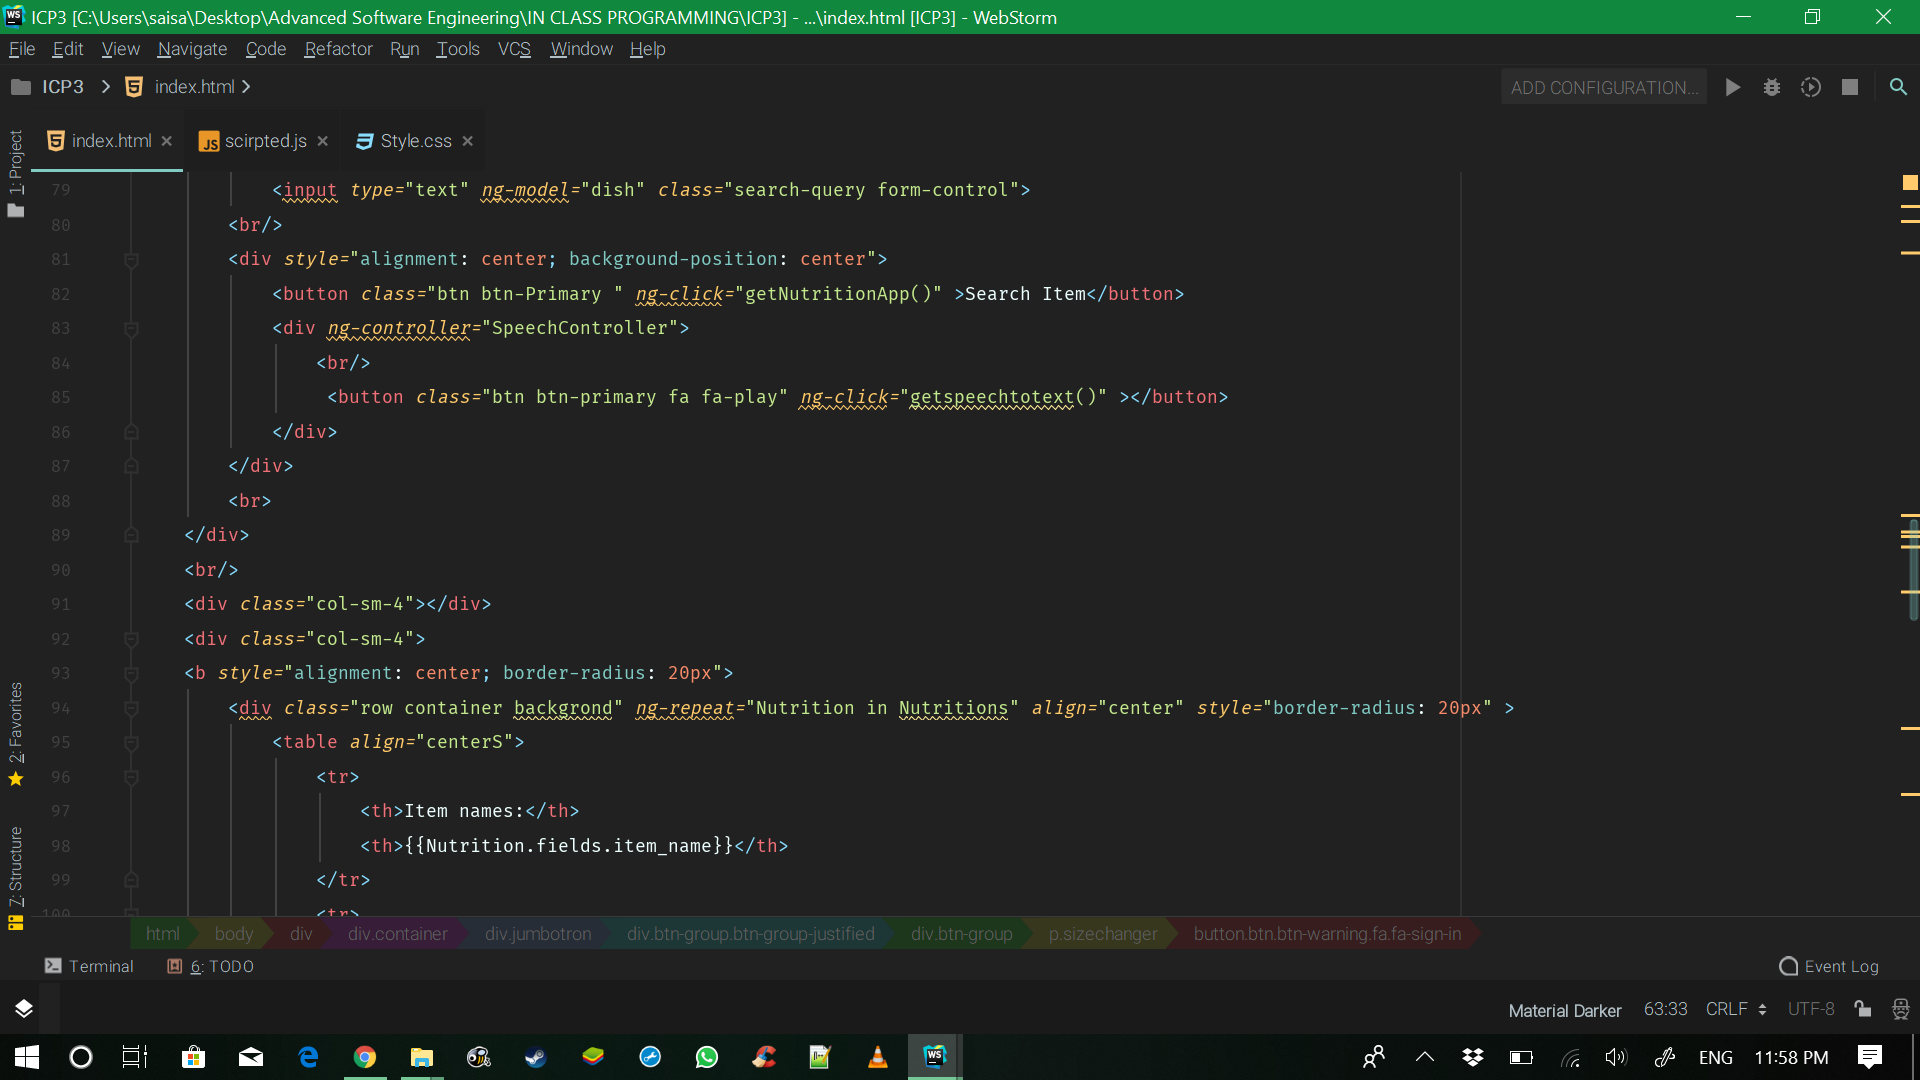 ICP3 [C:\Users\saisa\Desktop\Advanced Software Engineering\IN CLASS PROGRAMMING\ICP3] - ...\index.html [ICP3] - WebStorm
File Edit View Navigate Code Refactor Run Tools VCS Window Help
ICP3 index.html
ADD CONFIGURATION...
index.html scirpted.js Style.css
1: Project
2: Favorites
7: Structure
79 <input type="text" ng-model="dish" class="search-query form-control">
80 <br/>
81 <div style="alignment: center; background-position: center">
82 <button class="btn btn-Primary " ng-click="getNutritionApp()" >Search Item</button>
83 <div ng-controller="SpeechController">
84 <br/>
85 <button class="btn btn-primary fa fa-play" ng-click="getspeechtotext()" ></button>
86 </div>
87 </div>
88 <br>
89 </div>
90 <br/>
91 <div class="col-sm-4"></div>
92 <div class="col-sm-4">
93 <b style="alignment: center; border-radius: 20px">
94 <div class="row container backgrond" ng-repeat="Nutrition in Nutritions" align="center" style="border-radius: 20px" >
95 <table align="centerS">
96 <tr>
97 <th>Item names:</th>
98 <th>{{Nutrition.fields.item_name}}</th>
99 </tr>
100 <tr>
html body div div.container div.jumbotron div.btn-group.btn-group-justified div.btn-group p.sizechanger button.btn.btn-warning.fa.fa-sign-in
Terminal 6: TODO Event Log
Material Darker 63:33 CRLF UTF-8
ENG 11:58 PM